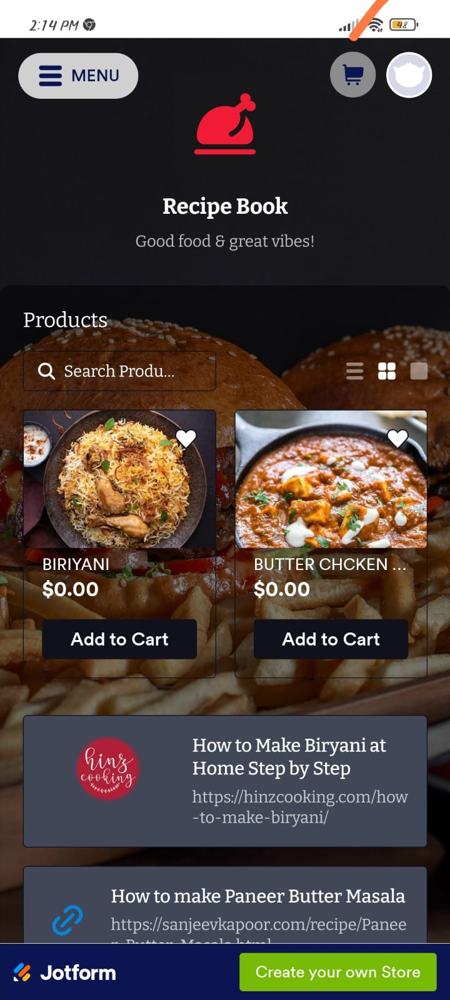 2:14 PM
48
MENU
Recipe Book
Good food & great vibes!
Products
Search Produ...
BIRIYANI
$0.00
Add to Cart
BUTTER CHCKEN ...
$0.00
Add to Cart
hinz
cooking
How to Make Biryani at
Home Step by Step
https://hinzcooking.com/how
-to-make-biryani/
How to make Paneer Butter Masala
https://sanjeevkapoor.com/recipe/Panee
r-Butter-Masala.html
Jotform
Create your own Store